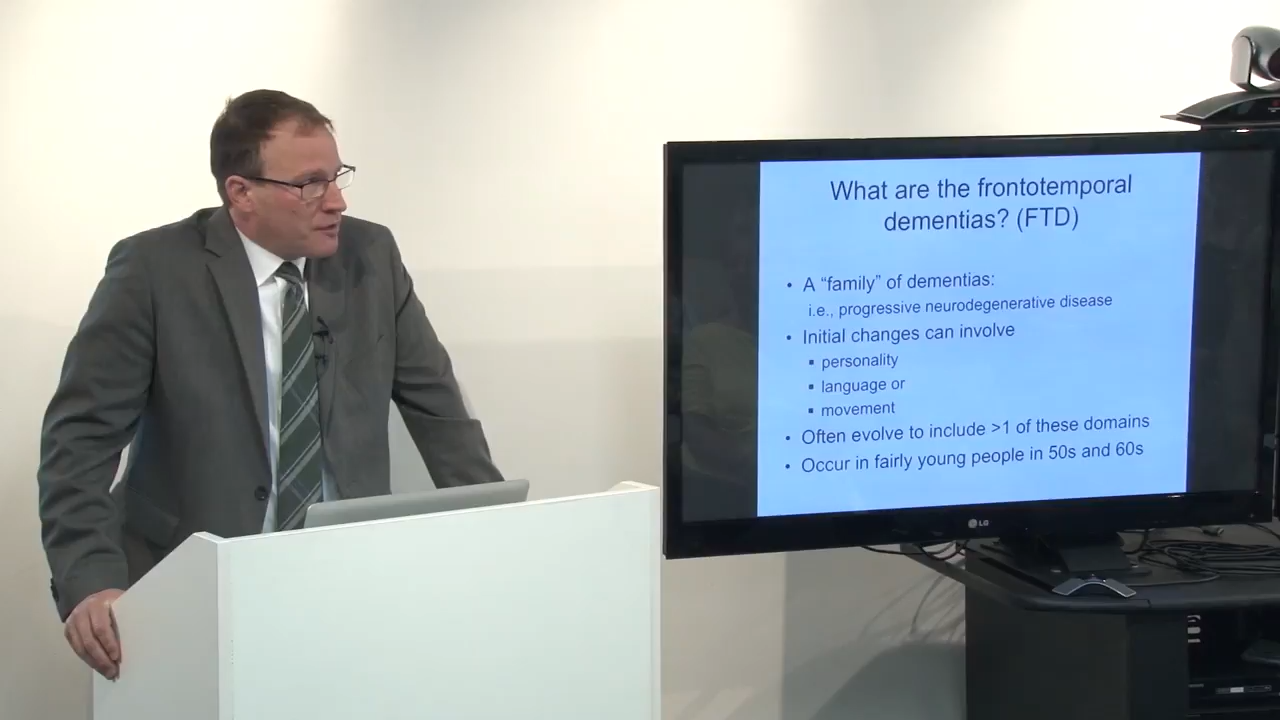 What are the frontotemporal
dementias? (FTD)
• A “family” of dementias:
i.e., progressive neurodegenerative disease
• Initial changes can involve
▪ personality
▪ language or
▪ movement
• Often evolve to include >1 of these domains
• Occur in fairly young people in 50s and 60s
LG